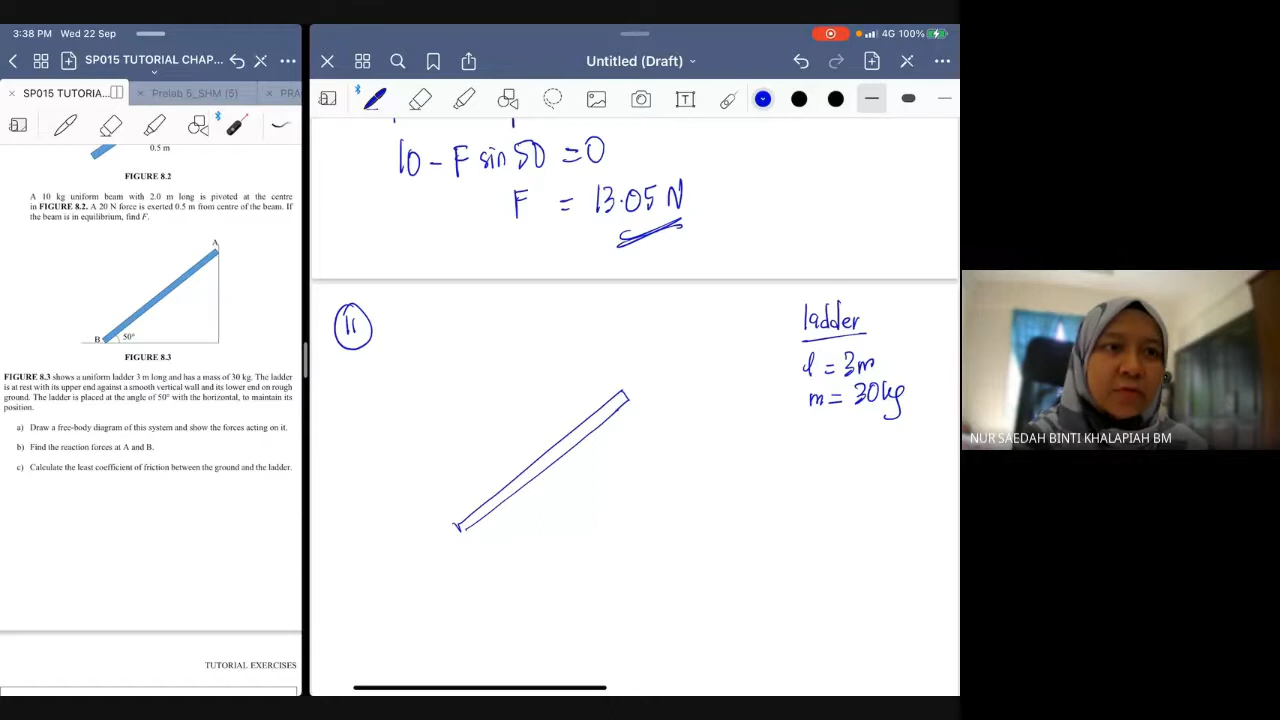 3:38 PM Wed 22 Sep
4G 100%
SP015 TUTORIAL CHAP...
Untitled (Draft)
SP015 TUTORIA...
Prelab 5_SHM (5)
PRA
0.5 m
FIGURE 8.2
A 10 kg uniform beam with 2.0 m long is pivoted at the centre
in FIGURE 8.2. A 20 N force is exerted 0.5 m from centre of the beam. If
the beam is in equilibrium, find F.
A
B
50°
FIGURE 8.3
FIGURE 8.3 shows a uniform ladder 3 m long and has a mass of 30 kg. The ladder
is at rest with its upper end against a smooth vertical wall and its lower end on rough
ground. The ladder is placed at the angle of 50° with the horizontal, to maintain its
position.
a) Draw a free-body diagram of this system and show the forces acting on it.
b) Find the reaction forces at A and B.
c) Calculate the least coefficient of friction between the ground and the ladder.
TUTORIAL EXERCISES
10 - F sin 50 = 0
F = 13.05 N
11
ladder
l = 3m
m = 30kg
NUR SAEDAH BINTI KHALAPIAH BM